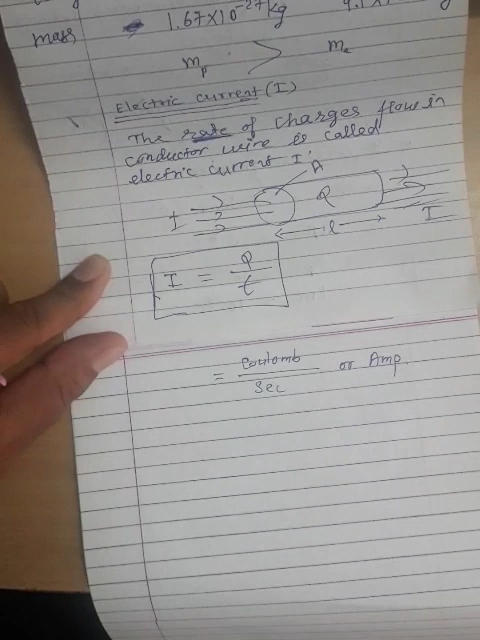 mass 1.67×10⁻²⁷kg
mp > me
Electric current (I)
The rate of charges flow in
conductor wire is called
electric current I.
A
I Q I
l
I = Q/t
= Coulomb/Sec or Amp